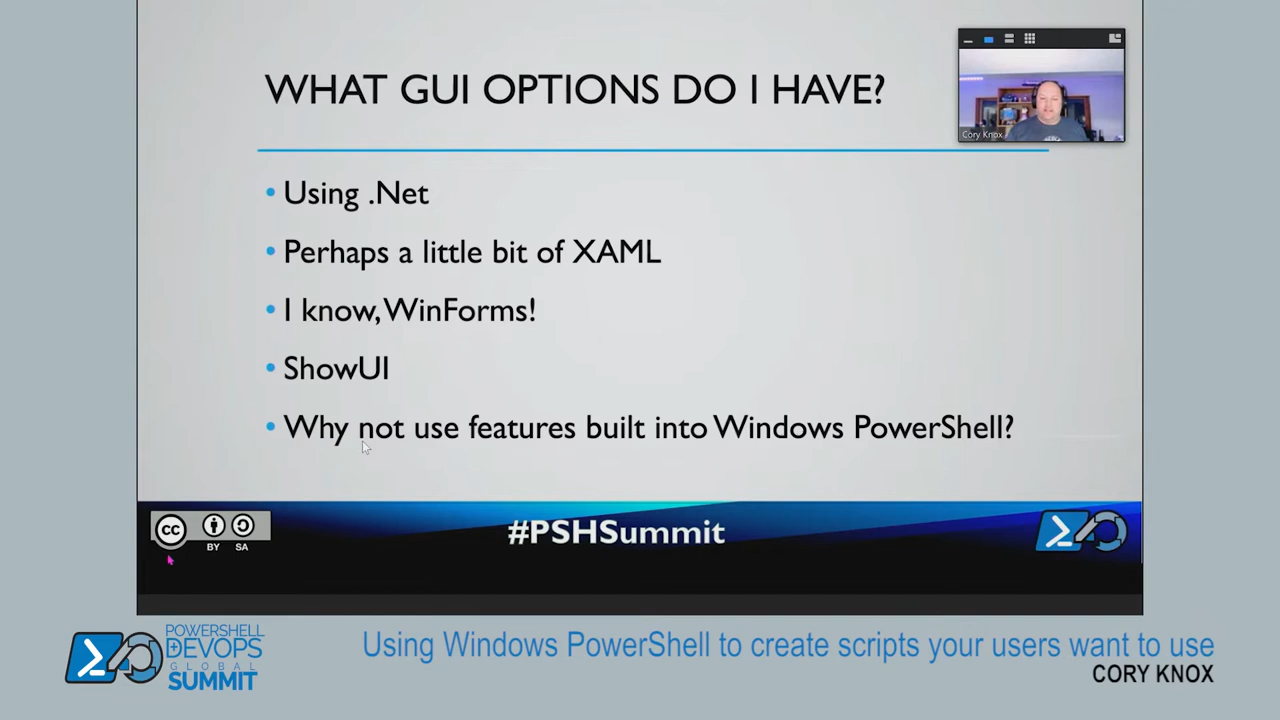 WHAT GUI OPTIONS DO I HAVE?
Cory Knox
• Using .Net
• Perhaps a little bit of XAML
• I know, WinForms!
• ShowUI
• Why not use features built into Windows PowerShell?
cc
BY SA
#PSHSummit
POWERSHELL
+DEVOPS
GLOBAL
SUMMIT
Using Windows PowerShell to create scripts your users want to use
CORY KNOX